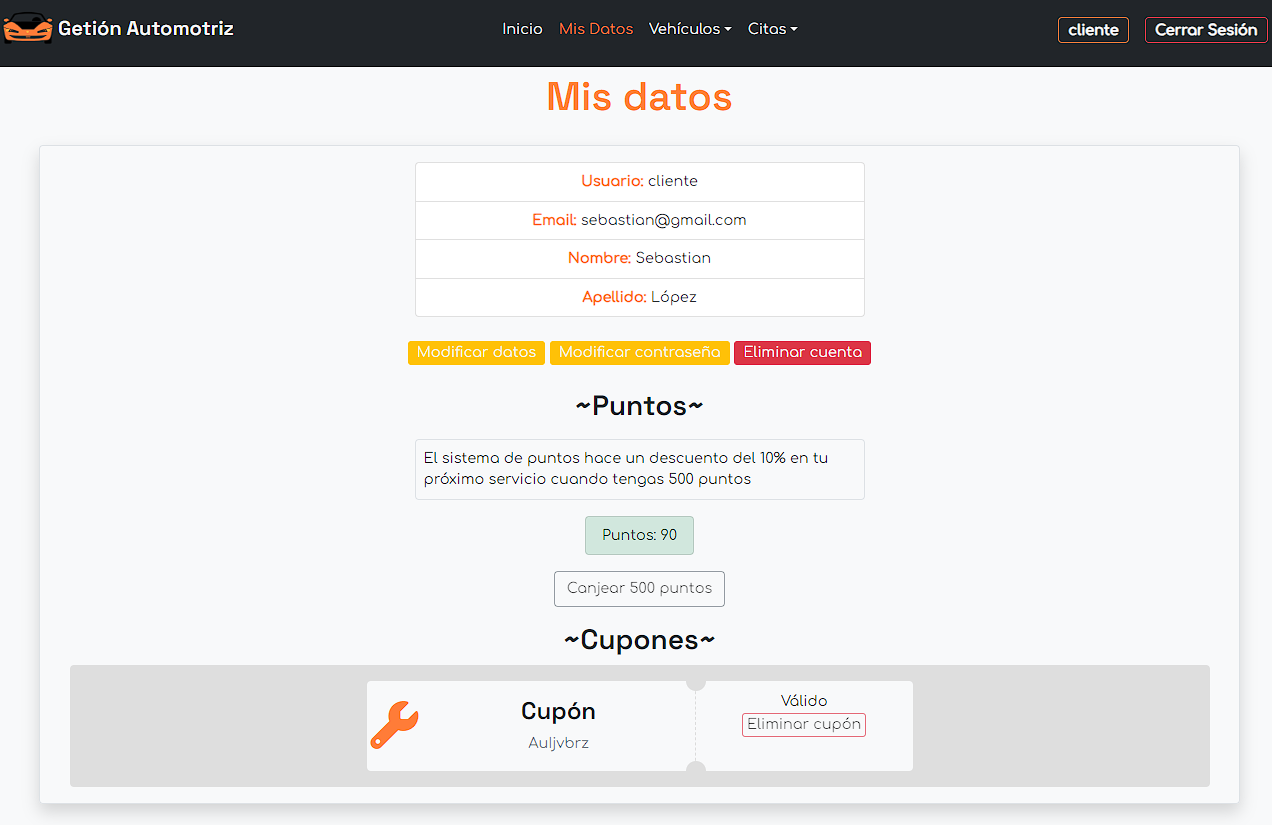 Getión Automotriz
Inicio Mis Datos Vehículos Citas
cliente Cerrar Sesión
Mis datos
Usuario: cliente
Email: sebastian@gmail.com
Nombre: Sebastian
Apellido: López
Modificar datos Modificar contraseña Eliminar cuenta
~Puntos~
El sistema de puntos hace un descuento del 10% en tu
próximo servicio cuando tengas 500 puntos
Puntos: 90
Canjear 500 puntos
~Cupones~
Cupón
Auljvbrz
Válido
Eliminar cupón